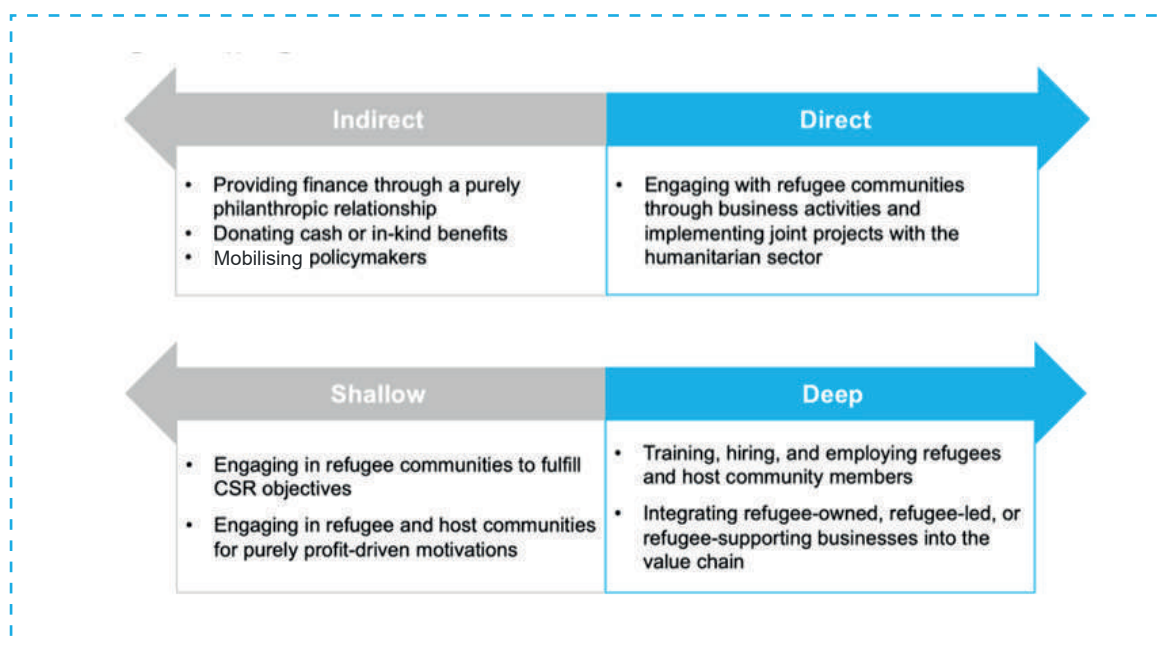 Indirect
Direct
• Providing finance through a purely
philanthropic relationship
• Donating cash or in-kind benefits
• Mobilising policymakers
• Engaging with refugee communities
through business activities and
implementing joint projects with the
humanitarian sector
Shallow
Deep
• Engaging in refugee communities to fulfill
CSR objectives
• Engaging in refugee and host communities
for purely profit-driven motivations
• Training, hiring, and employing refugees
and host community members
• Integrating refugee-owned, refugee-led, or
refugee-supporting businesses into the
value chain